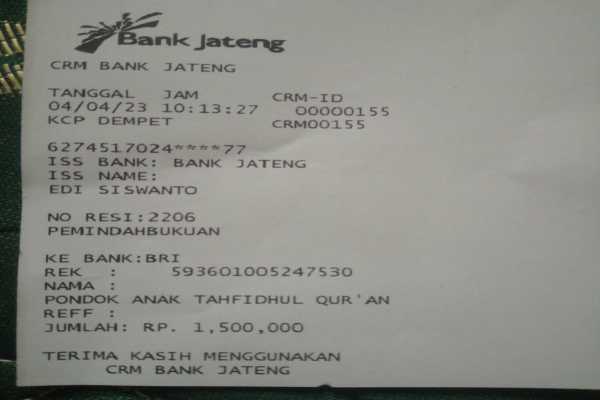 Bank Jateng
CRM BANK JATENG
TANGGAL JAM CRM-ID
04/04/23 10:13:27 00000155
KCP DEMPET CRM00155
6274517024****77
ISS BANK: BANK JATENG
ISS NAME:
EDI SISWANTO
NO RESI:2206
PEMINDAHBUKUAN
KE BANK:BRI
REK : 593601005247530
NAMA :
PONDOK ANAK TAHFIDHUL QUR'AN
REFF :
JUMLAH: RP. 1,500,000
TERIMA KASIH MENGGUNAKAN
CRM BANK JATENG